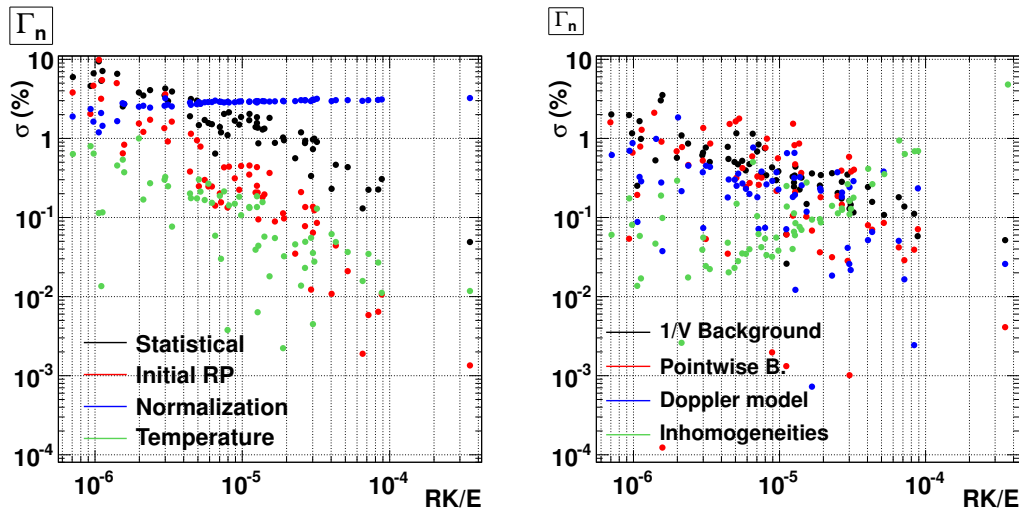 Γn
σ (%)
10
1
10^-1
10^-2
10^-3
10^-4
Statistical
Initial RP
Normalization
Temperature
10^-6
10^-5
10^-4
RK/E
Γn
σ (%)
10
1
10^-1
10^-2
10^-3
10^-4
1/V Background
Pointwise B.
Doppler model
Inhomogeneities
10^-6
10^-5
10^-4
RK/E